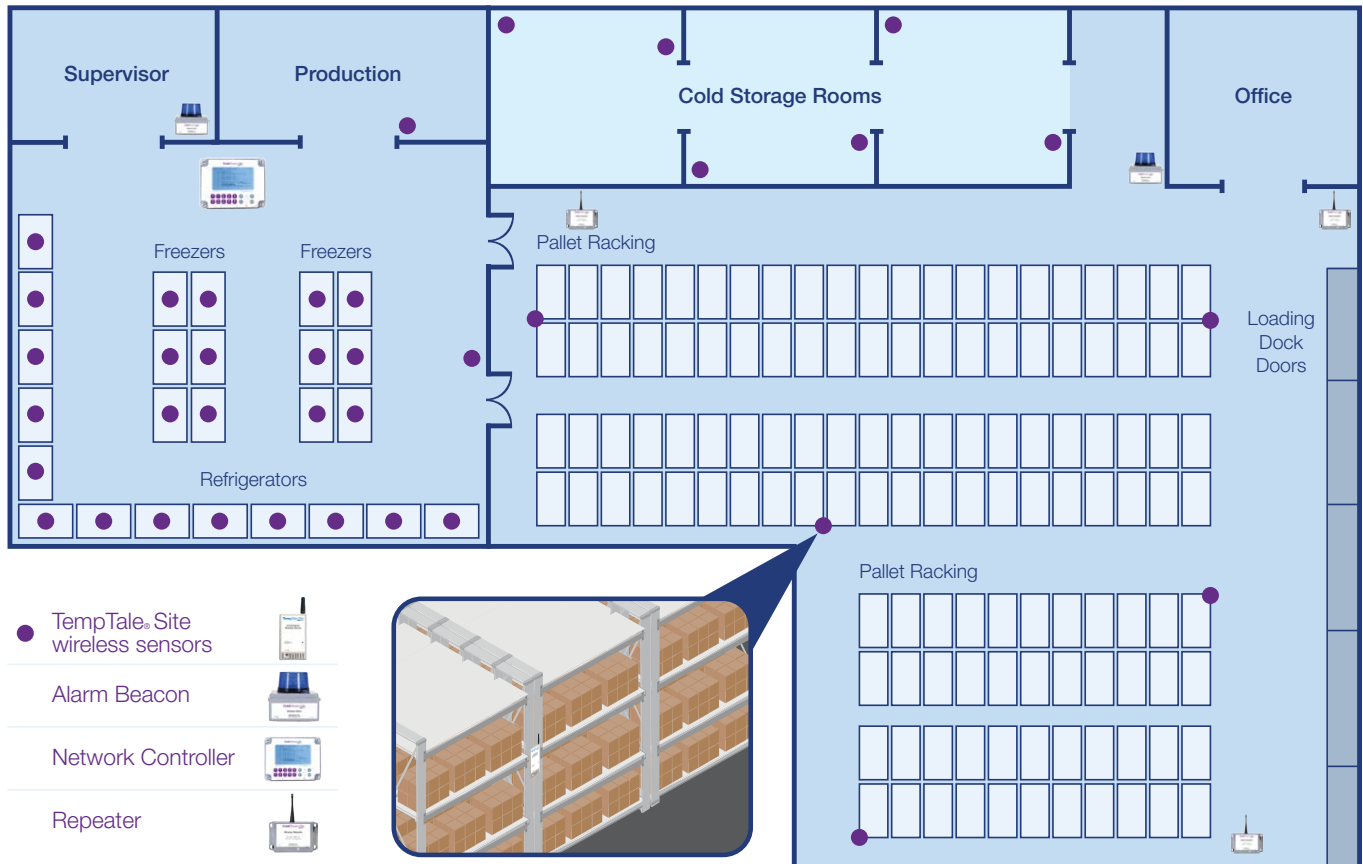 Supervisor
Production
Cold Storage Rooms
Office
Freezers
Freezers
Pallet Racking
Loading
Dock
Doors
Refrigerators
Pallet Racking
TempTale® Site
wireless sensors
Alarm Beacon
Network Controller
Repeater